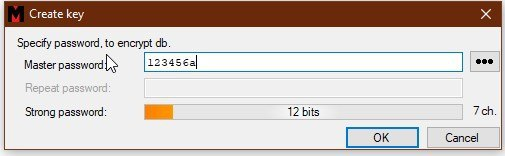 Create key
Specify password, to encrypt db.
Master password: 123456a
Repeat password:
Strong password: 12 bits 7 ch.
OK Cancel